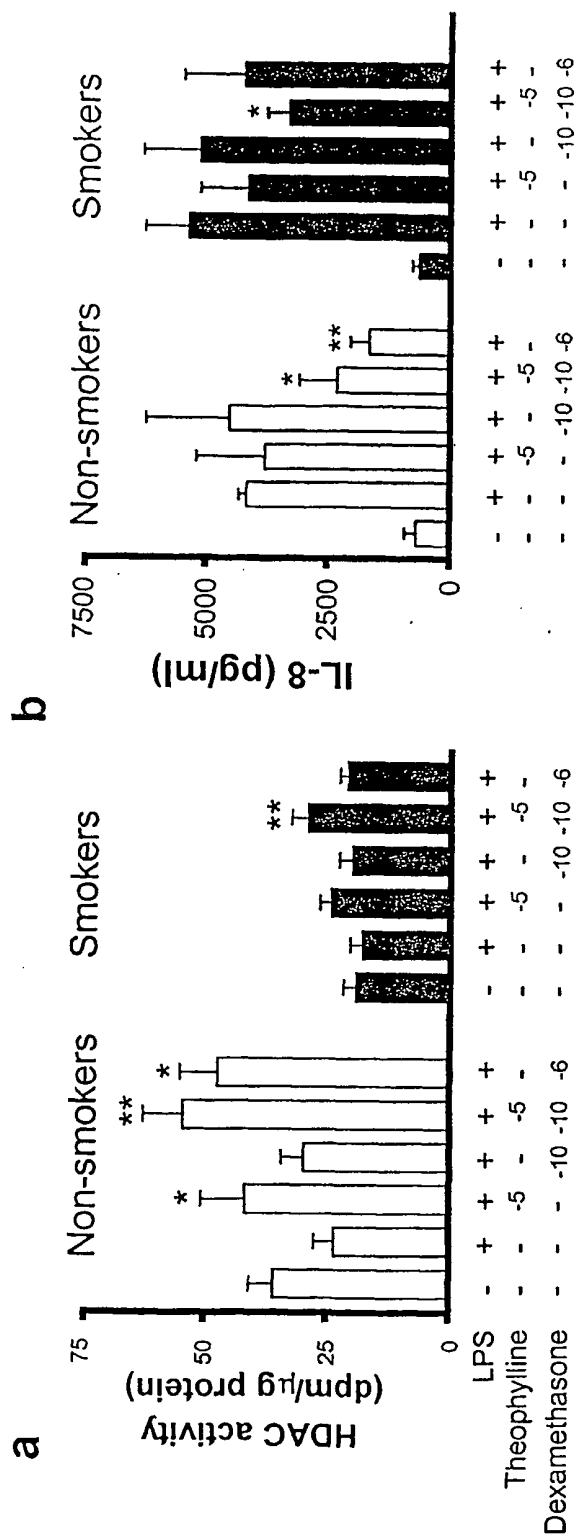 a
HDAC activity
(dpm/μg protein)
75
50
25
0
Non-smokers
Smokers
*
**
*
**
LPS - + + + + + - + + + + +
Theophylline - - -5 - -5 - - - -5 - -5 -
Dexamethasone - - - -10 -10 -6 - - - -10 -10 -6
b
IL-8 (pg/ml)
7500
5000
2500
0
Non-smokers
Smokers
*
**
*
- + + + + + - + + + + +
- - -5 - -5 - - - -5 - -5 -
- - - -10 -10 -6 - - - -10 -10 -6